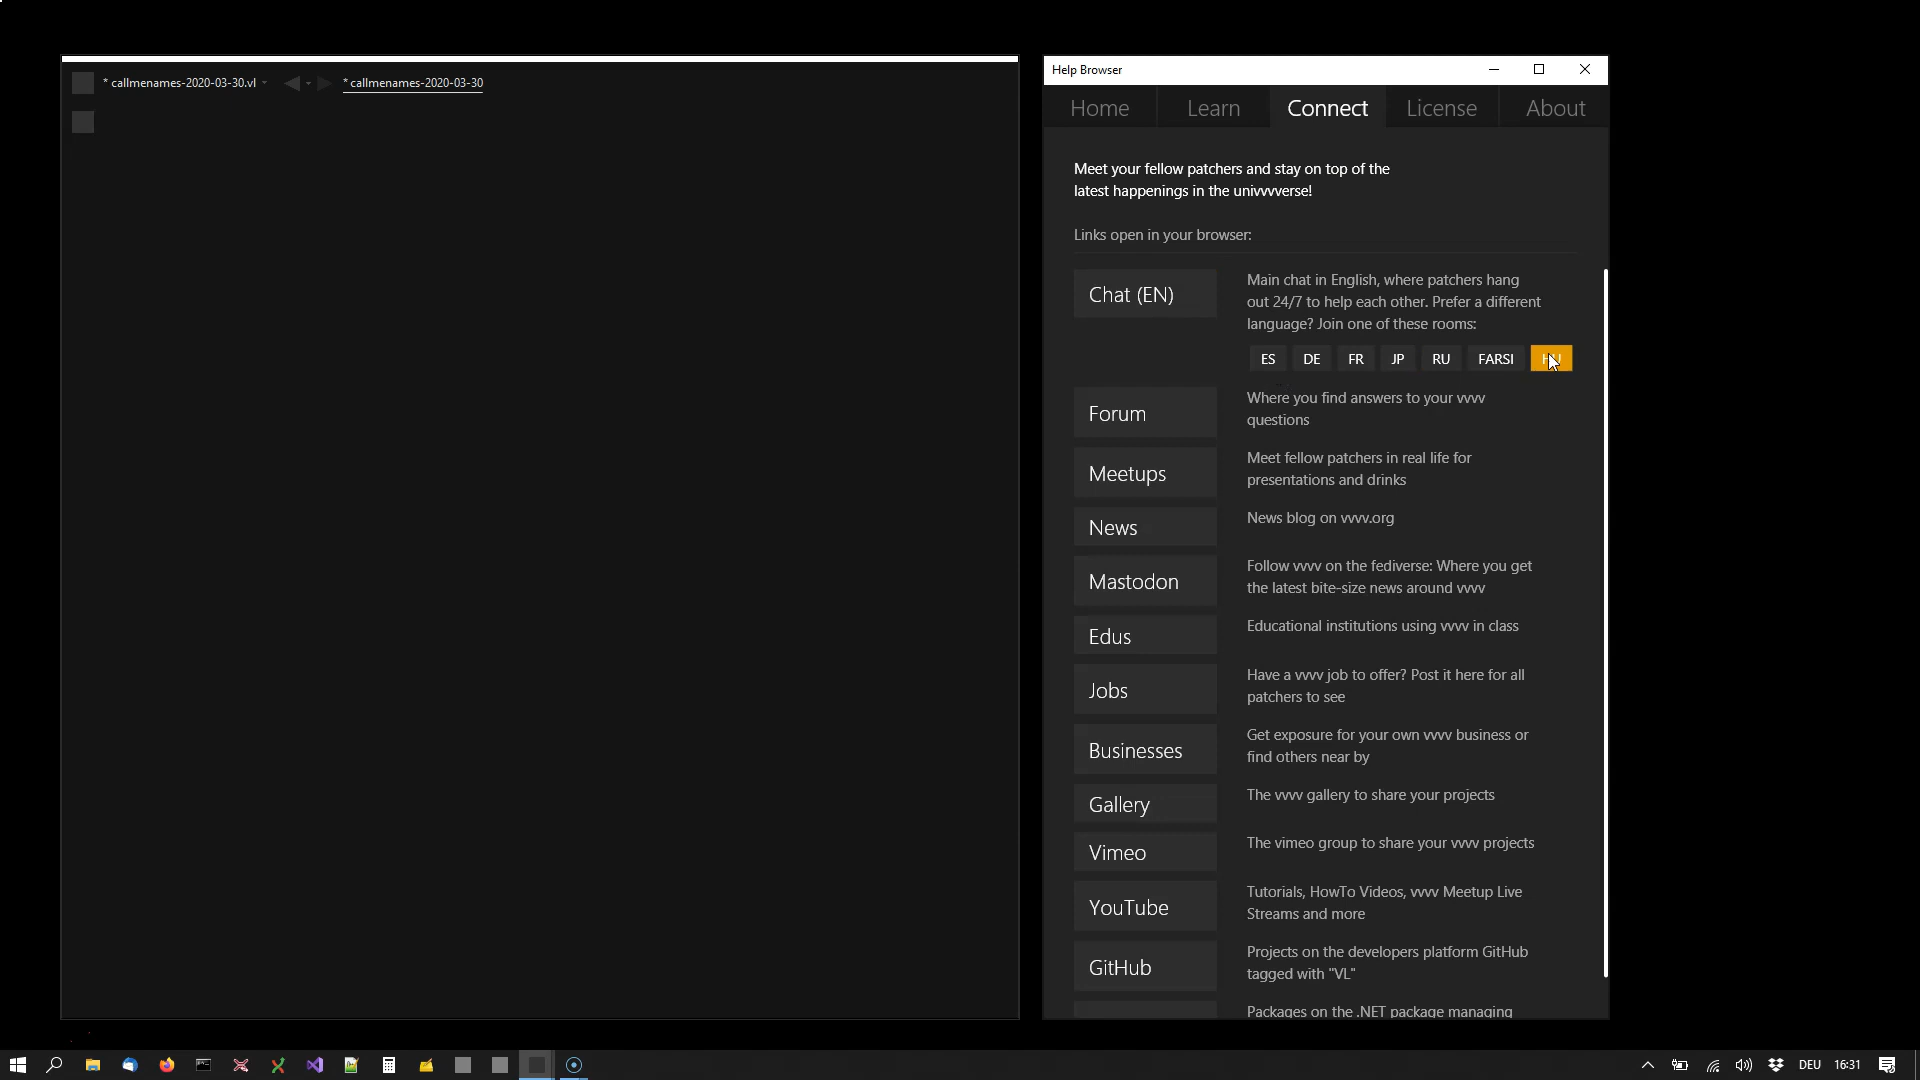 * callmenames-2020-03-30.vl
* callmenames-2020-03-30
Help Browser
Home
Learn
Connect
License
About
Meet your fellow patchers and stay on top of the
latest happenings in the univvvverse!
Links open in your browser:
Chat (EN)
Main chat in English, where patchers hang
out 24/7 to help each other. Prefer a different
language? Join one of these rooms:
ES
DE
FR
JP
RU
FARSI
Forum
Where you find answers to your vvvv
questions
Meetups
Meet fellow patchers in real life for
presentations and drinks
News
News blog on vvvv.org
Mastodon
Follow vvvv on the fediverse: Where you get
the latest bite-size news around vvvv
Edus
Educational institutions using vvvv in class
Jobs
Have a vvvv job to offer? Post it here for all
patchers to see
Businesses
Get exposure for your own vvvv business or
find others near by
Gallery
The vvvv gallery to share your projects
Vimeo
The vimeo group to share your vvvv projects
YouTube
Tutorials, HowTo Videos, vvvv Meetup Live
Streams and more
GitHub
Projects on the developers platform GitHub
tagged with "VL"
Packages on the .NET package managing
DEU
16:31